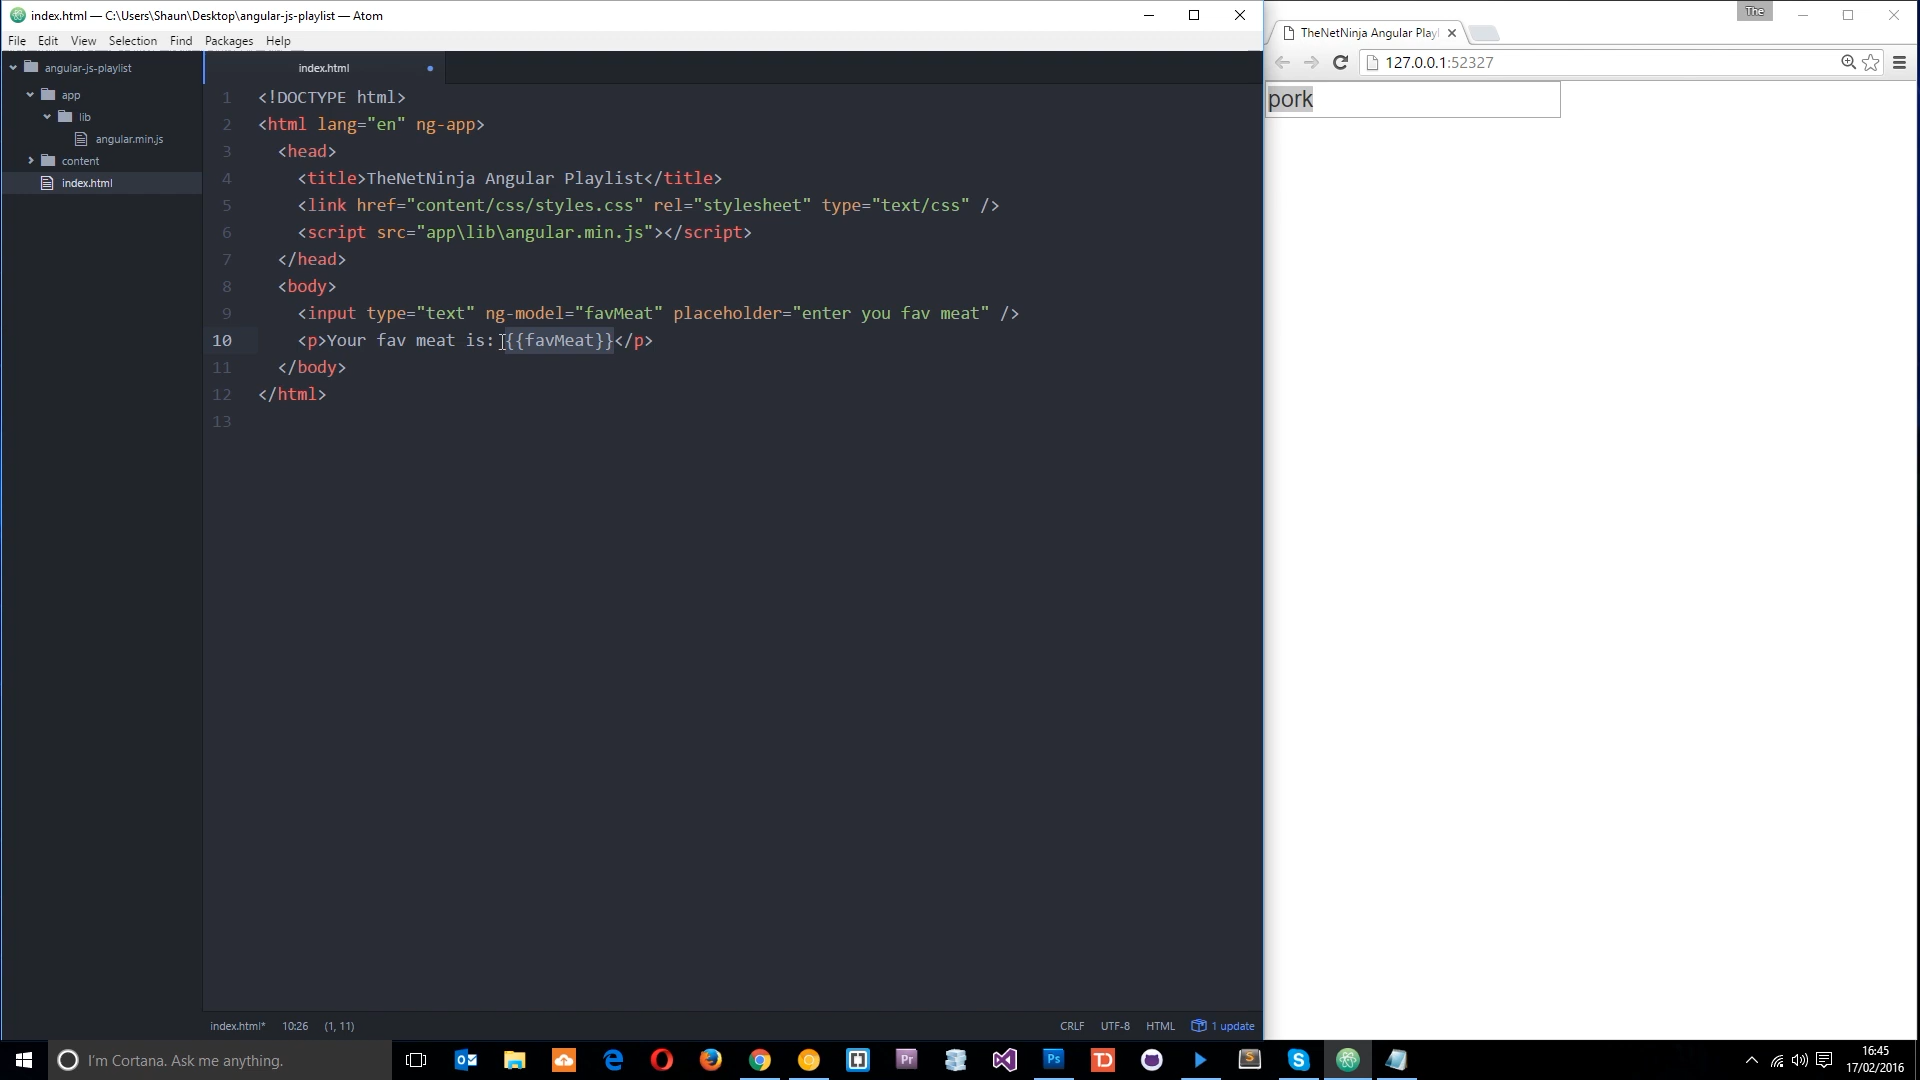 index.html — C:\Users\Shaun\Desktop\angular-js-playlist — Atom
File Edit View Selection Find Packages Help
angular-js-playlist
app
lib
angular.min.js
content
index.html
index.html
1 <!DOCTYPE html>
2 <html lang="en" ng-app>
3 <head>
4 <title>TheNetNinja Angular Playlist</title>
5 <link href="content/css/styles.css" rel="stylesheet" type="text/css" />
6 <script src="app\lib\angular.min.js"></script>
7 </head>
8 <body>
9 <input type="text" ng-model="favMeat" placeholder="enter you fav meat" />
10 <p>Your fav meat is: {{favMeat}}</p>
11 </body>
12 </html>
13
index.html* 10:26 (1, 11)
CRLF UTF-8 HTML 1 update
The
TheNetNinja Angular Playl
127.0.0.1:52327
pork
I'm Cortana. Ask me anything.
Pr
Ps
TD
S
16:45
17/02/2016